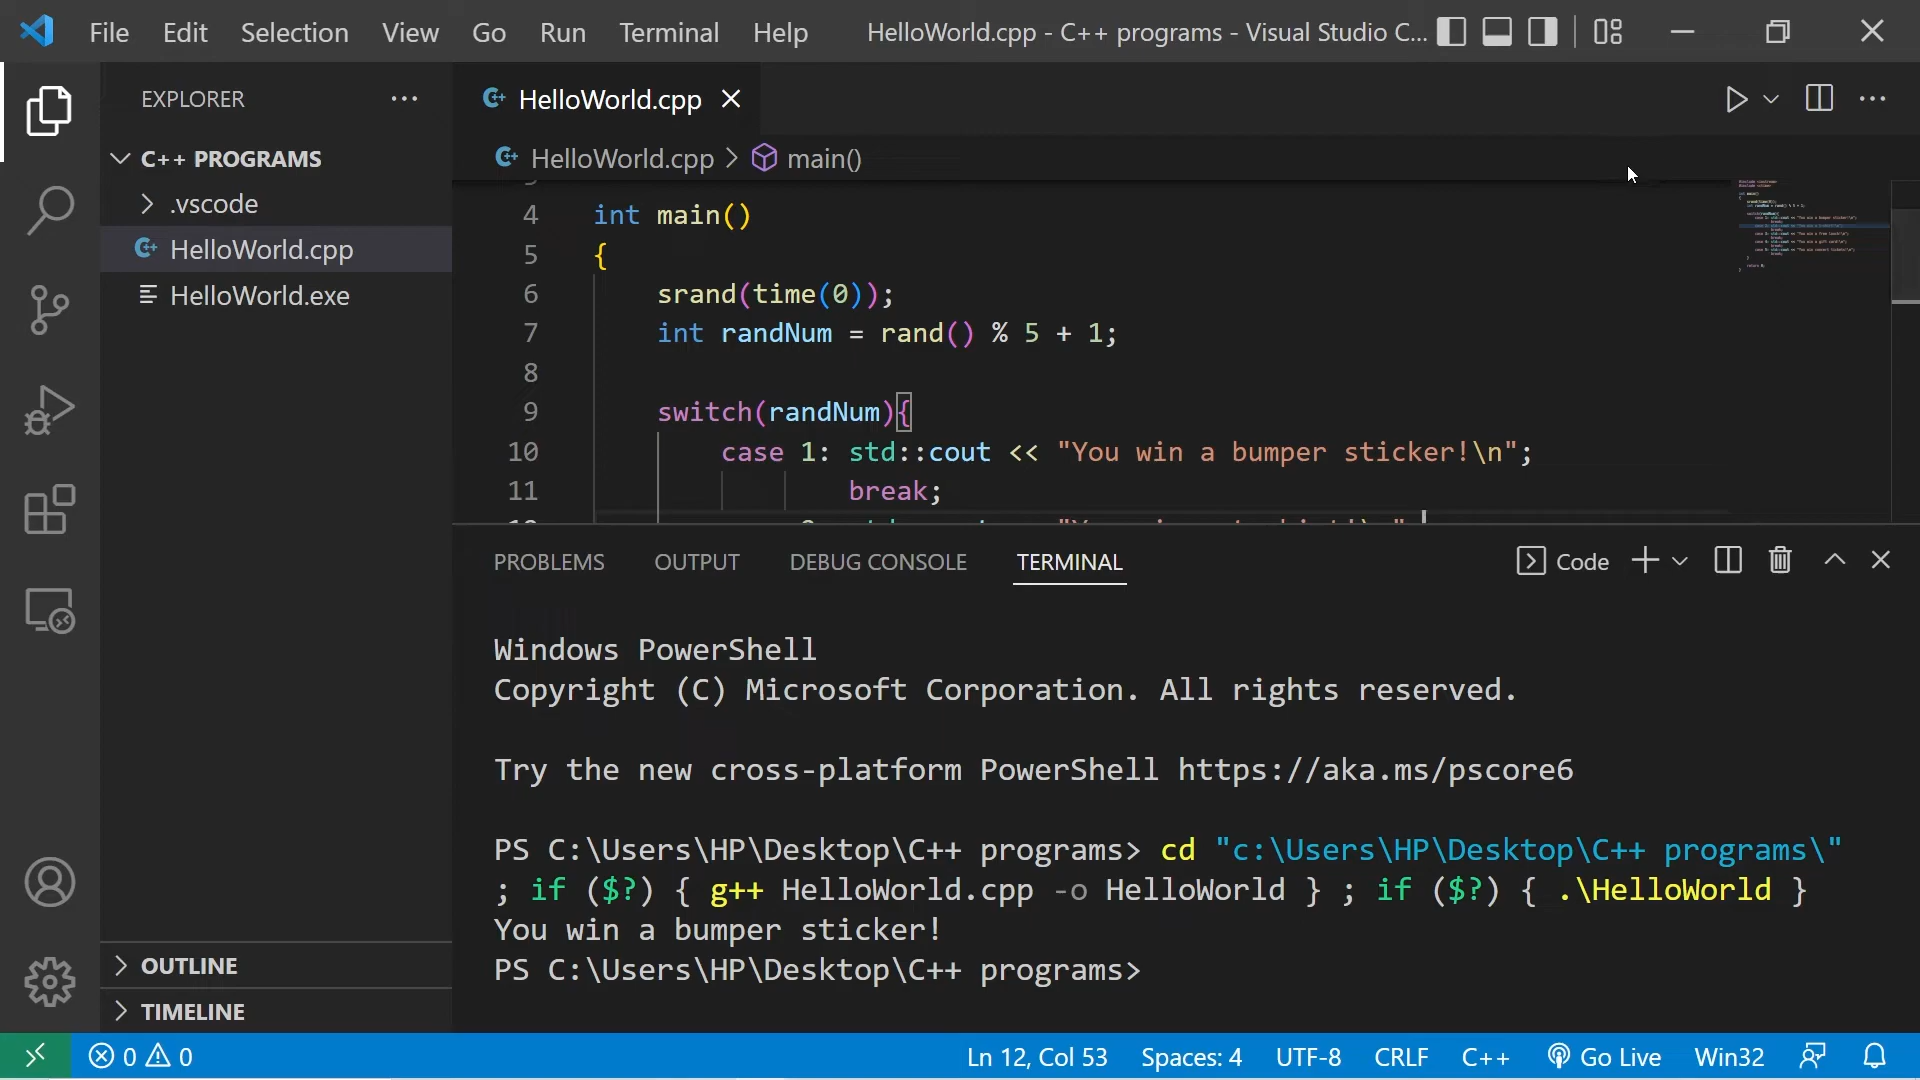 File Edit Selection View Go Run Terminal Help HelloWorld.cpp - C++ programs - Visual Studio C...
EXPLORER
C++ PROGRAMS
.vscode
HelloWorld.cpp
HelloWorld.exe
OUTLINE
TIMELINE
HelloWorld.cpp
HelloWorld.cpp > main()
4 int main()
5 {
6 srand(time(0));
7 int randNum = rand() % 5 + 1;
8
9 switch(randNum){
10 case 1: std::cout << "You win a bumper sticker!\n";
11 break;
PROBLEMS OUTPUT DEBUG CONSOLE TERMINAL Code
Windows PowerShell
Copyright (C) Microsoft Corporation. All rights reserved.
Try the new cross-platform PowerShell https://aka.ms/pscore6
PS C:\Users\HP\Desktop\C++ programs> cd "c:\Users\HP\Desktop\C++ programs\"
; if ($?) { g++ HelloWorld.cpp -o HelloWorld } ; if ($?) { .\HelloWorld }
You win a bumper sticker!
PS C:\Users\HP\Desktop\C++ programs>
0 0 Ln 12, Col 53 Spaces: 4 UTF-8 CRLF C++ Go Live Win32